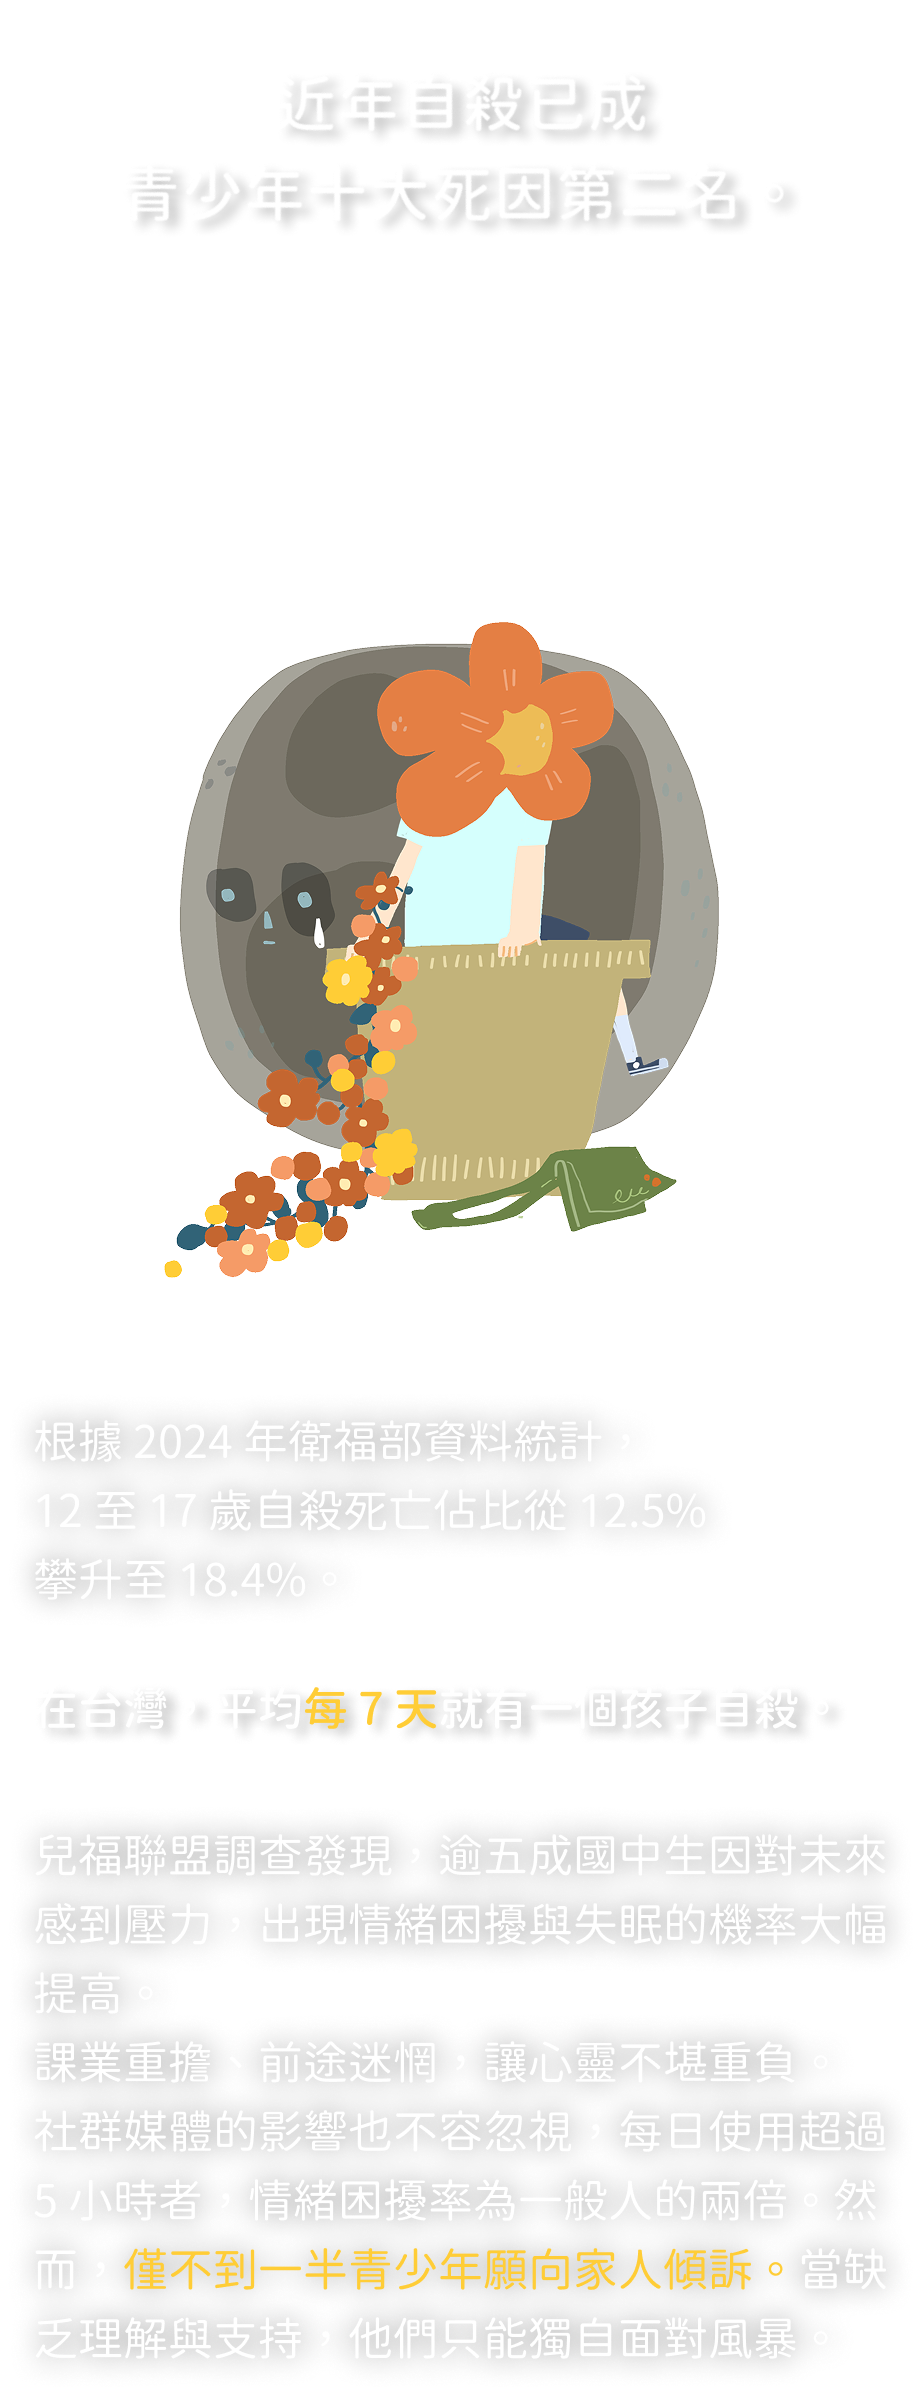 近年自殺已成
青少年十大死因第二名。
根據 2024 年衛福部資料統計，
12 至 17 歲自殺死亡佔比從 12.5%
攀升至 18.4%。
在台灣，平均每 7 天就有一個孩子自殺。
兒福聯盟調查發現，逾五成國中生因對未來
感到壓力，出現情緒困擾與失眠的機率大幅
提高。
課業重擔、前途迷惘，讓心靈不堪重負。
社群媒體的影響也不容忽視，每日使用超過
5 小時者，情緒困擾率為一般人的兩倍。然
而，僅不到一半青少年願向家人傾訴。當缺
乏理解與支持，他們只能獨自面對風暴。